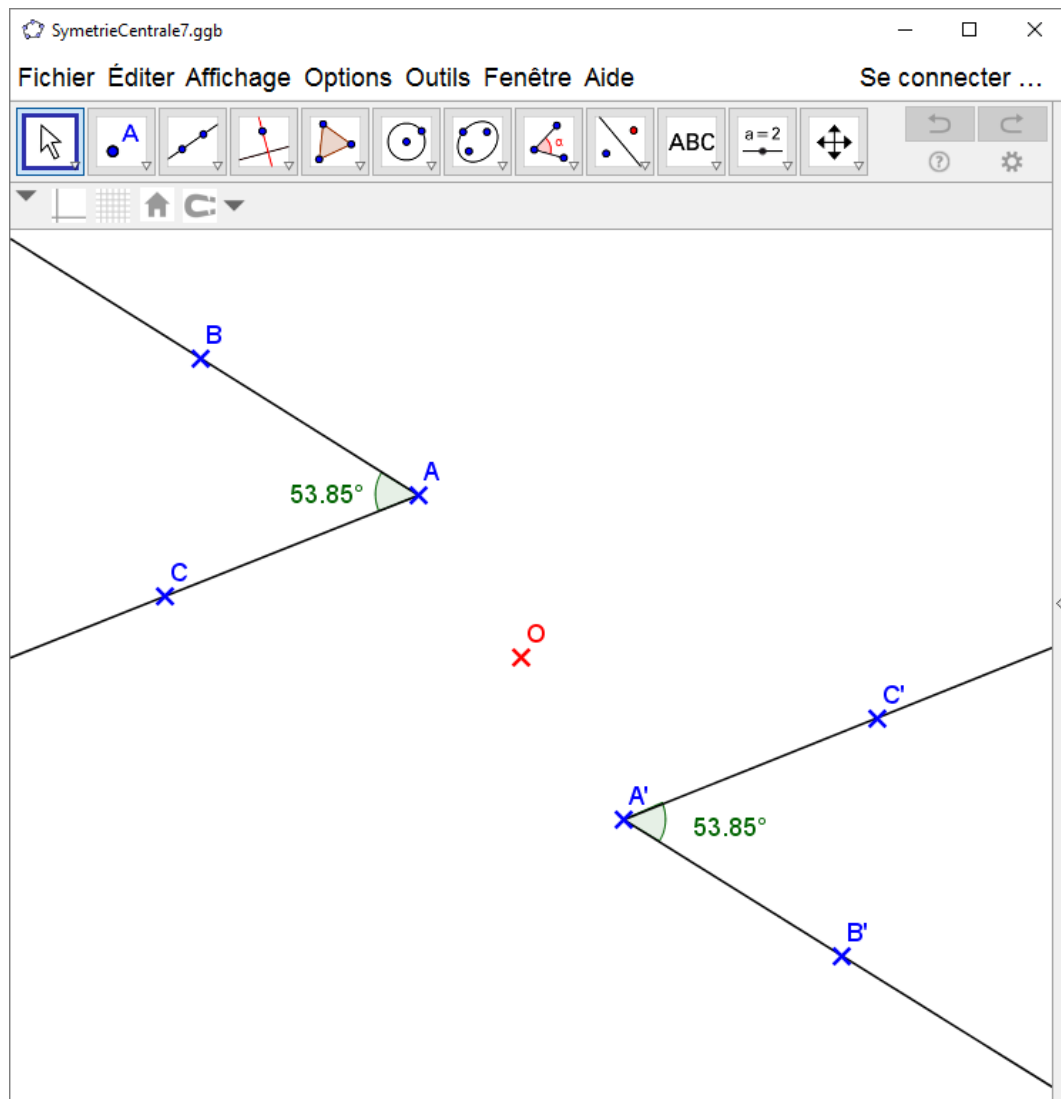 SymetrieCentrale7.ggb
Fichier Éditer Affichage Options Outils Fenêtre Aide Se connecter ...
A α ABC a = 2
B
A
53.85°
C
O
C'
A'
53.85°
B'